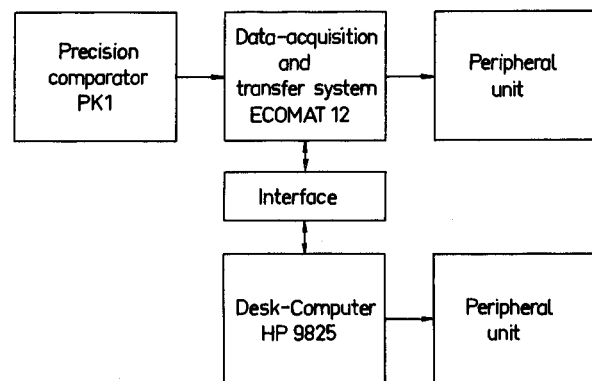 Precision
comparator
PK1
Data-acquisition
and
transfer system
ECOMAT 12
Peripheral
unit
Interface
Desk-Computer
HP 9825
Peripheral
unit